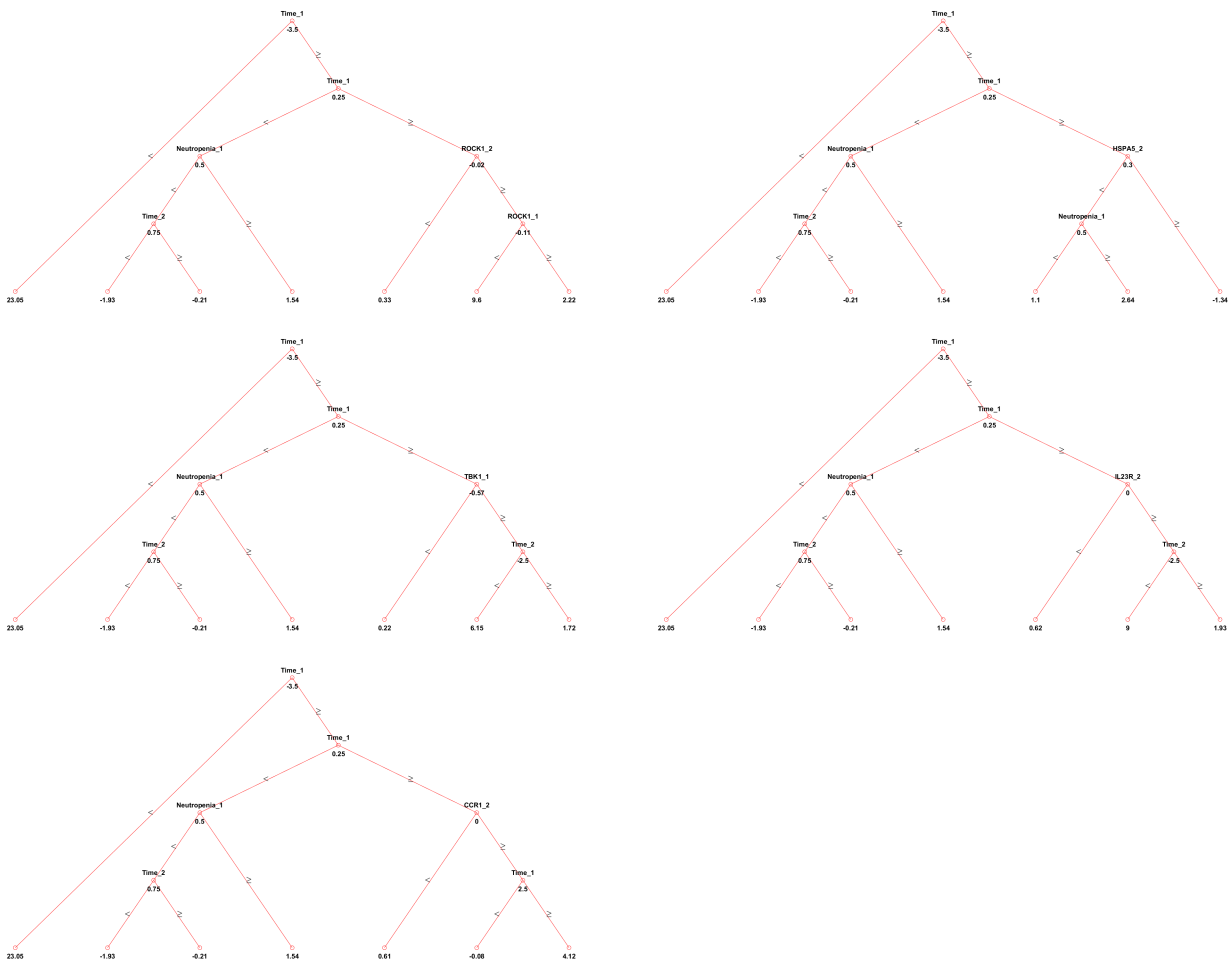 Time_1
-3.5
≥
Time_1
0.25
< ≥
< Neutropenia_1 ROCK1_2
0.5 -0.02
< ≥
Time_2 ≥ < ROCK1_1
0.75 -0.11
< ≥ < ≥
23.05 -1.93 -0.21 1.54 0.33 9.6 2.22
Time_1
-3.5
≥
Time_1
0.25
< ≥
< Neutropenia_1 HSPA5_2
0.5 0.3
< <
Time_2 ≥ Neutropenia_1 ≥
0.75 0.5
< ≥ < ≥
23.05 -1.93 -0.21 1.54 1.1 2.64 -1.34
Time_1
-3.5
≥
Time_1
0.25
< ≥
< Neutropenia_1 TBK1_1
0.5 -0.57
< ≥
Time_2 ≥ < Time_2
0.75 -2.5
< ≥ < ≥
23.05 -1.93 -0.21 1.54 0.22 6.15 1.72
Time_1
-3.5
≥
Time_1
0.25
< ≥
< Neutropenia_1 IL23R_2
0.5 0
< ≥
Time_2 ≥ < Time_2
0.75 -2.5
< ≥ < ≥
23.05 -1.93 -0.21 1.54 0.62 9 1.93
Time_1
-3.5
≥
Time_1
0.25
< ≥
< Neutropenia_1 CCR1_2
0.5 0
< ≥
Time_2 ≥ < Time_1
0.75 2.5
< ≥ < ≥
23.05 -1.93 -0.21 1.54 0.61 -0.08 4.12